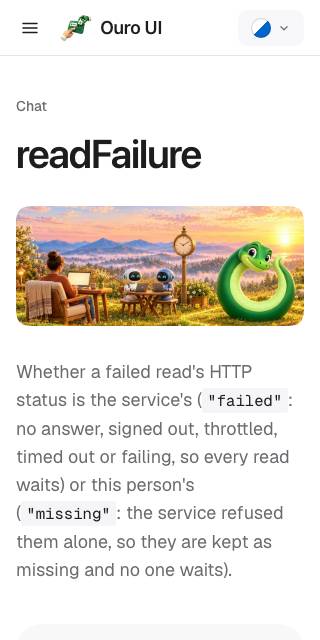 Ouro UI
Chat
readFailure
Whether a failed read's HTTP
status is the service's ("failed":
no answer, signed out, throttled,
timed out or failing, so every read
waits) or this person's
("missing": the service refused
them alone, so they are kept as
missing and no one waits).